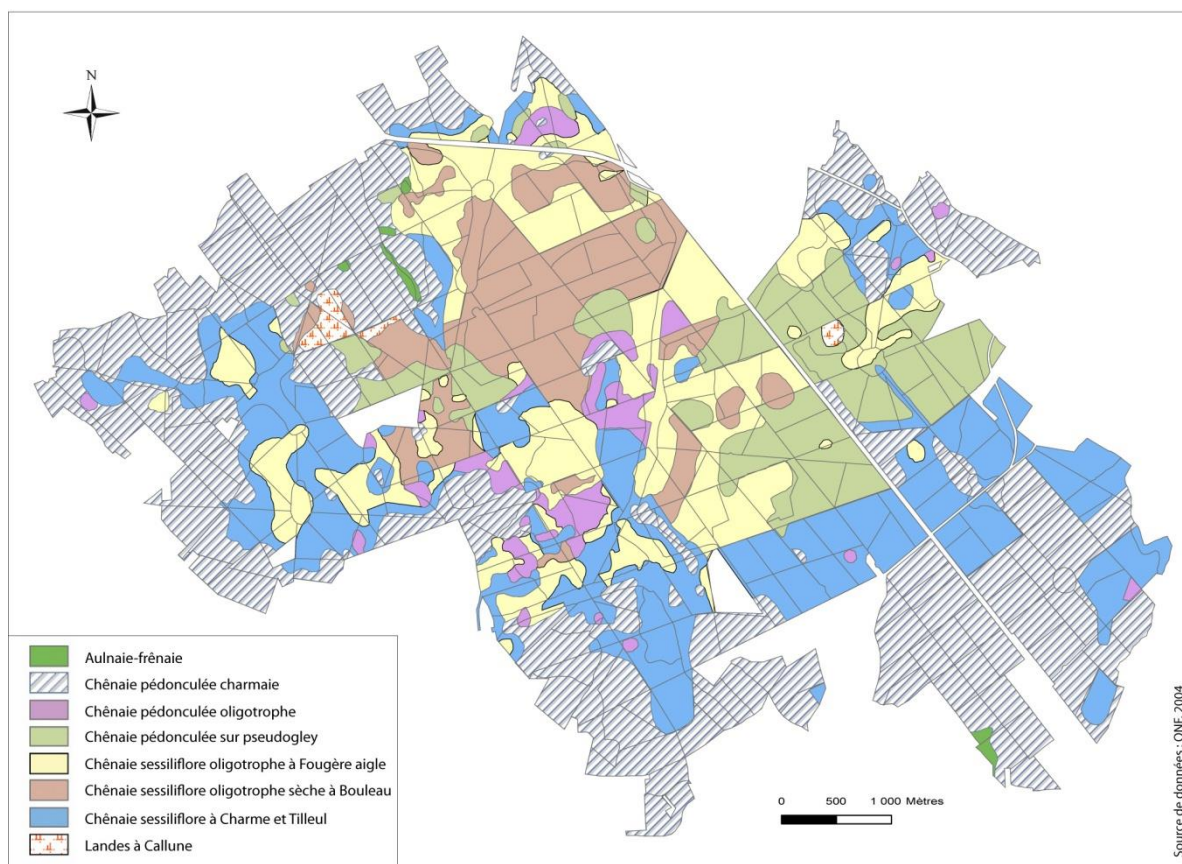 N
Aulnaie-frênaie
Chênaie pédonculée charmaie
Chênaie pédonculée oligotrophe
Chênaie pédonculée sur pseudogley
Chênaie sessiliflore oligotrophe à Fougère aigle
Chênaie sessiliflore oligotrophe sèche à Bouleau
Chênaie sessiliflore à Charme et Tilleul
Landes à Callune
0 500 1 000 Mètres
Source de données : ONF, 2004